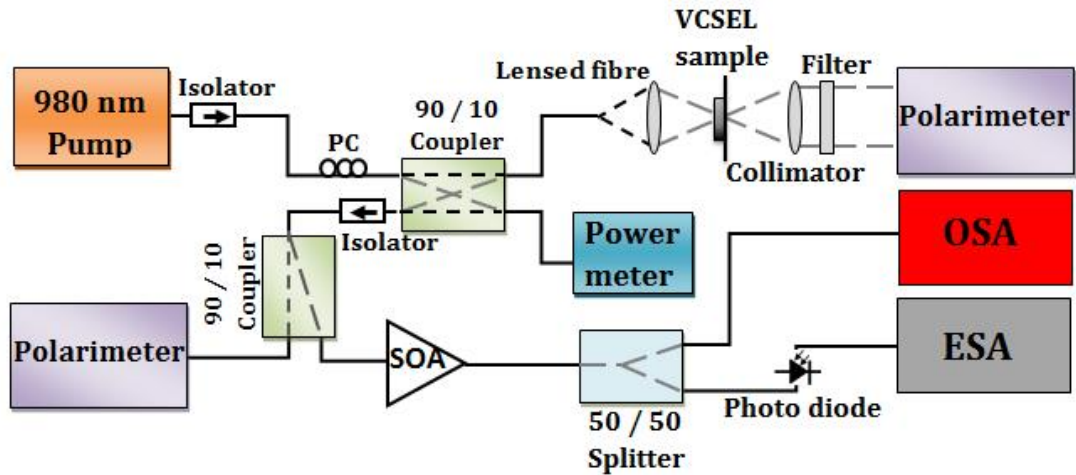 VCSEL
sample
Lensed fibre
Filter
980 nm
Pump
Isolator
PC
90 / 10
Coupler
Collimator
Polarimeter
Isolator
Power
meter
OSA
90 / 10
Coupler
Polarimeter
SOA
50 / 50
Splitter
Photo diode
ESA